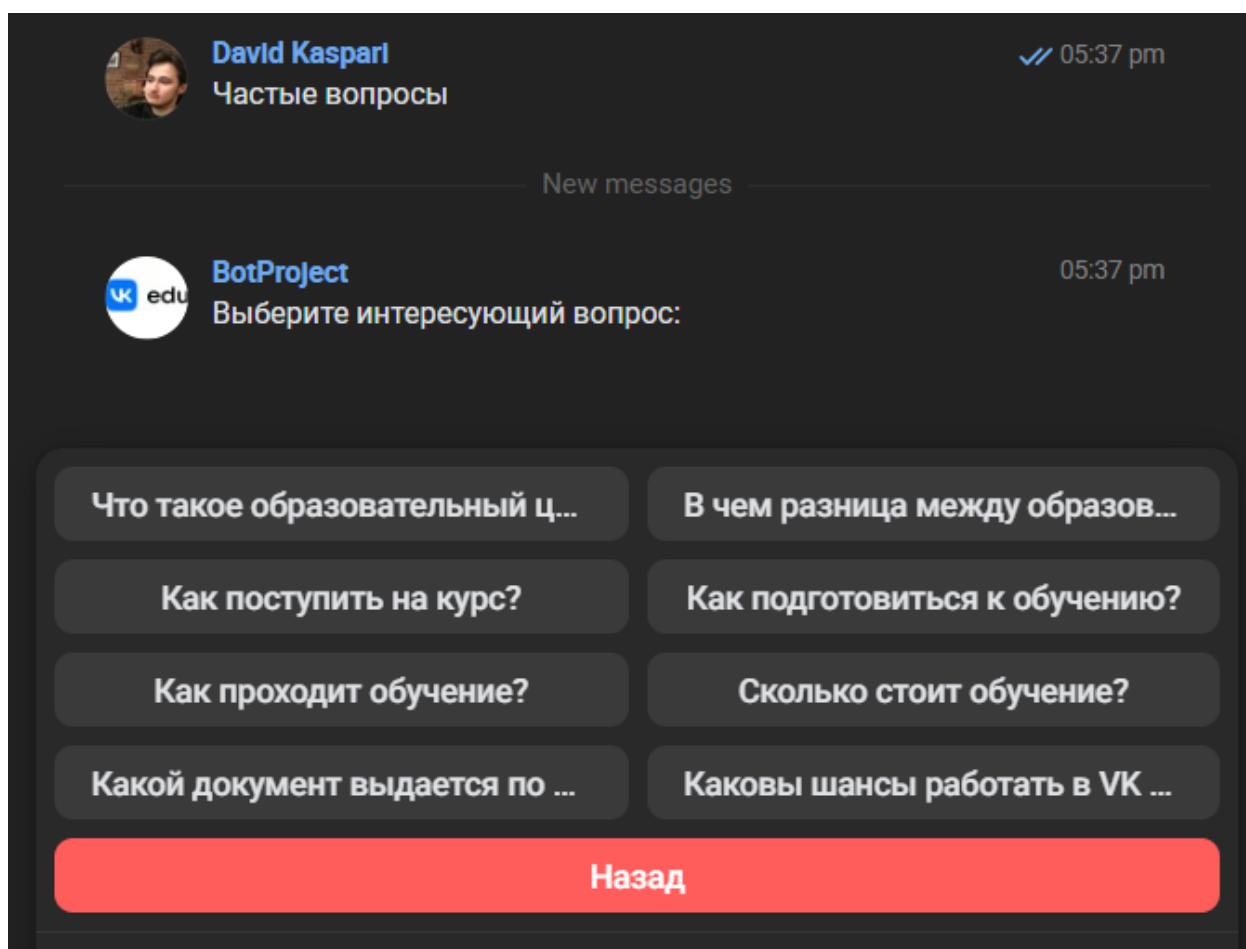 David Kaspari
05:37 pm
Частые вопросы
New messages
BotProject
05:37 pm
VK edu
Выберите интересующий вопрос:
Что такое образовательный ц...
В чем разница между образов...
Как поступить на курс?
Как подготовиться к обучению?
Как проходит обучение?
Сколько стоит обучение?
Какой документ выдается по ...
Каковы шансы работать в VK ...
Назад